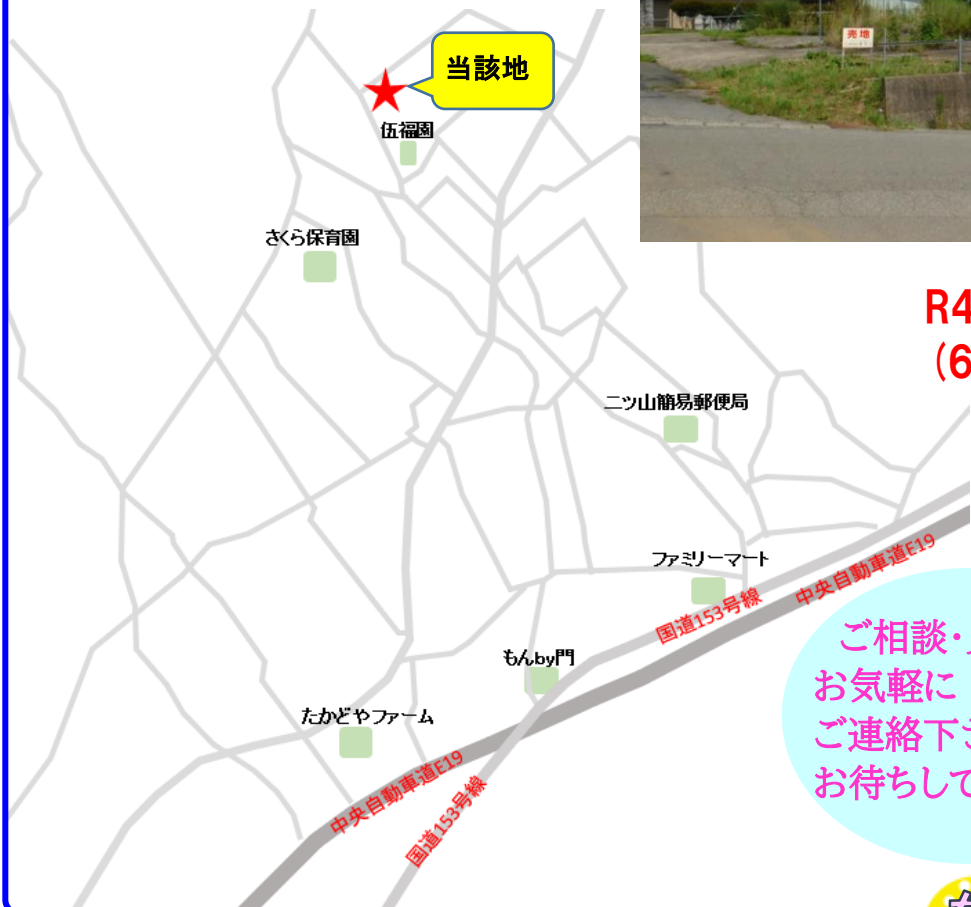 売地
当該地
伍福園
さくら保育園
R4
(6
二ツ山簡易郵便局
ファミリーマート
中央自動車道E19
国道153号線
もんby門
たかどやファーム
中央自動車道E19
国道153号線
ご相談・
お気軽に
ご連絡下さ
お待ちして